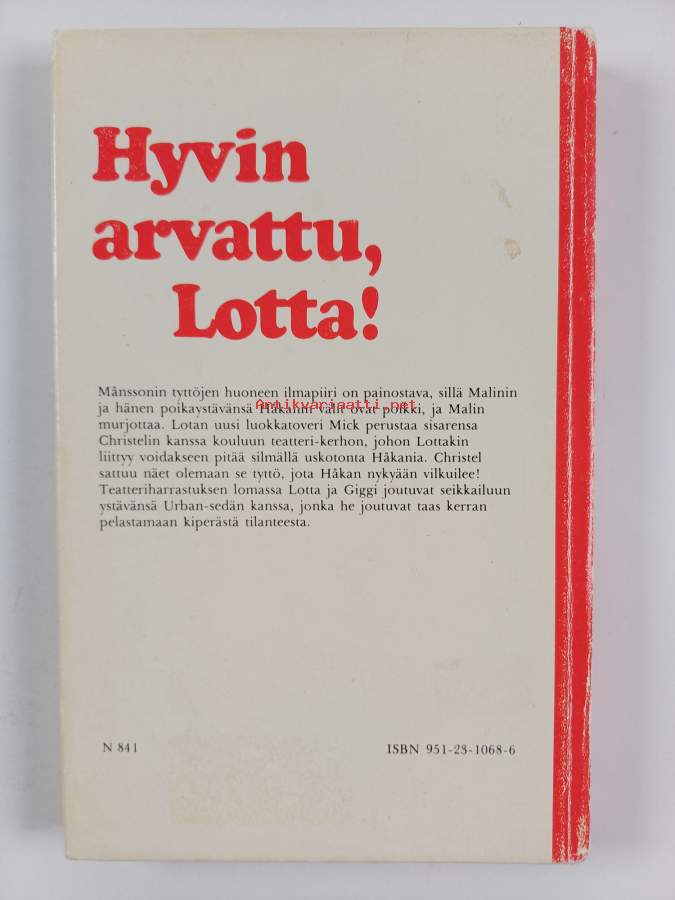 Hyvin
arvattu,
Lotta!
Månssonin tyttöjen huoneen ilmapiiri on painostava, sillä Malinin
ja hänen poikaystävänsä Håkanin välit ovat poikki, ja Malin
Antikvariaatti.net
murjottaa. Lotan uusi luokkatoveri Mick perustaa sisarensa
Christelin kanssa kouluun teatteri-kerhon, johon Lottakin
liittyy voidakseen pitää silmällä uskotonta Håkania. Christel
sattuu näet olemaan se tyttö, jota Håkan nykyään vilkuilee!
Teatteriharrastuksen lomassa Lotta ja Giggi joutuvat seikkailuun
ystävänsä Urban-sedän kanssa, jonka he joutuvat taas kerran
pelastamaan kiperästä tilanteesta.
N 841
ISBN 951-23-1068-6